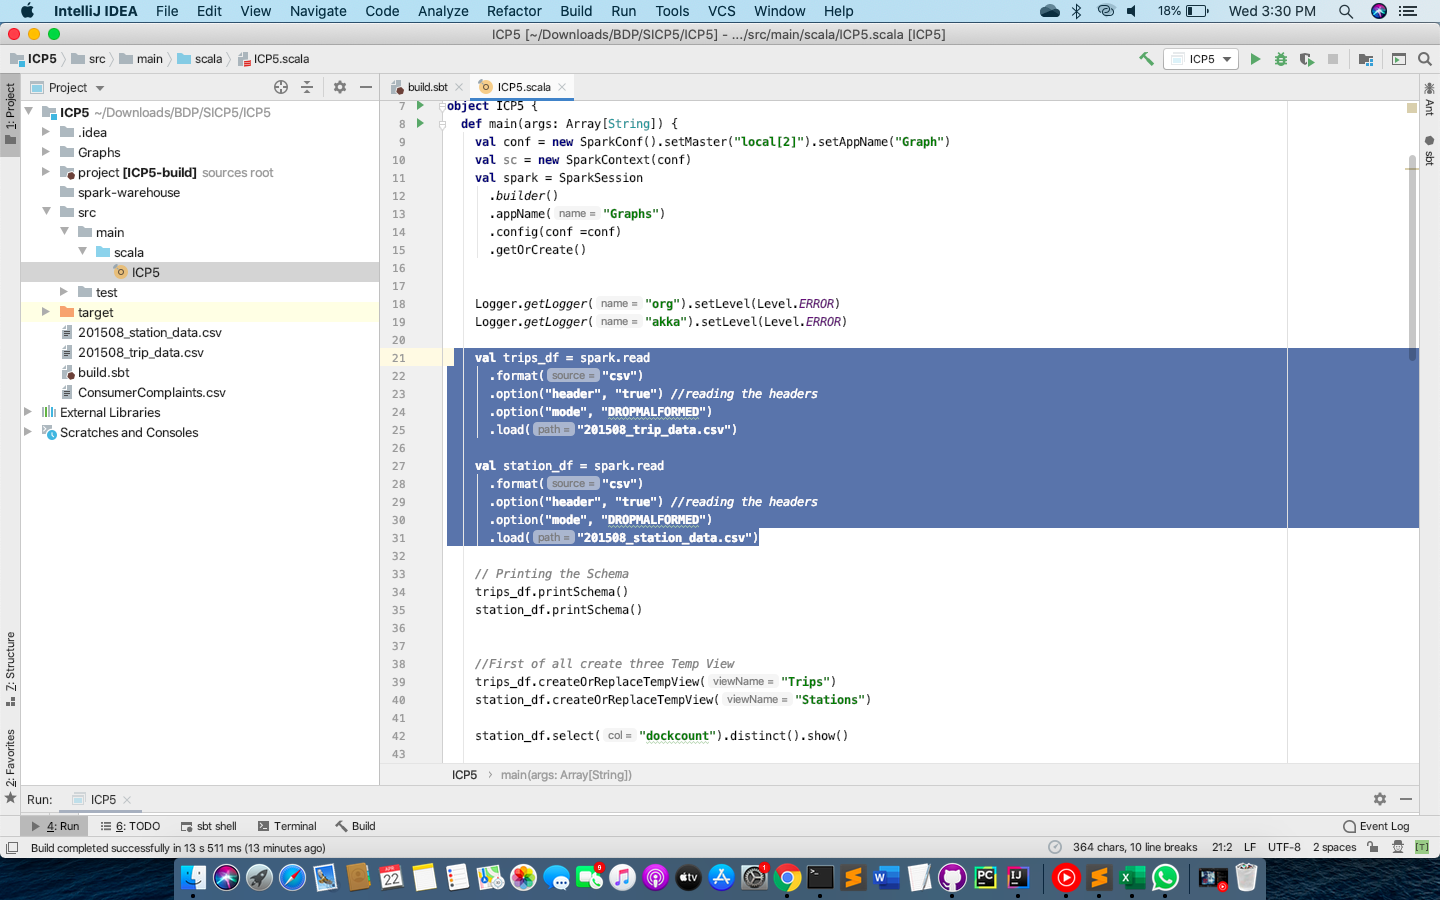 IntelliJ IDEA File Edit View Navigate Code Analyze Refactor Build Run Tools VCS Window Help 18% Wed 3:30 PM
ICP5 [~/Downloads/BDP/SICP5/ICP5] - .../src/main/scala/ICP5.scala [ICP5]
ICP5 src main scala ICP5.scala ICP5
Project build.sbt ICP5.scala
1: Project
ICP5 ~/Downloads/BDP/SICP5/ICP5
.idea
Graphs
project [ICP5-build] sources root
spark-warehouse
src
main
scala
ICP5
test
target
201508_station_data.csv
201508_trip_data.csv
build.sbt
ConsumerComplaints.csv
External Libraries
Scratches and Consoles
Z: Structure
2: Favorites
7 object ICP5 {
8 def main(args: Array[String]) {
9 val conf = new SparkConf().setMaster("local[2]").setAppName("Graph")
10 val sc = new SparkContext(conf)
11 val spark = SparkSession
12 .builder()
13 .appName( name = "Graphs")
14 .config(conf =conf)
15 .getOrCreate()
16
17
18 Logger.getLogger( name = "org").setLevel(Level.ERROR)
19 Logger.getLogger( name = "akka").setLevel(Level.ERROR)
20
21 val trips_df = spark.read
22 .format( source = "csv")
23 .option("header", "true") //reading the headers
24 .option("mode", "DROPMALFORMED")
25 .load( path = "201508_trip_data.csv")
26
27 val station_df = spark.read
28 .format( source = "csv")
29 .option("header", "true") //reading the headers
30 .option("mode", "DROPMALFORMED")
31 .load( path = "201508_station_data.csv")
32
33 // Printing the Schema
34 trips_df.printSchema()
35 station_df.printSchema()
36
37
38 //First of all create three Temp View
39 trips_df.createOrReplaceTempView( viewName = "Trips")
40 station_df.createOrReplaceTempView( viewName = "Stations")
41
42 station_df.select( col = "dockcount").distinct().show()
43
Ant
sbt
ICP5 › main(args: Array[String])
Run: ICP5
4: Run 6: TODO sbt shell Terminal Build Event Log
Build completed successfully in 13 s 511 ms (13 minutes ago) 364 chars, 10 line breaks 21:2 LF UTF-8 2 spaces [T]
APR 22 9 tv 1 W PC IJ X